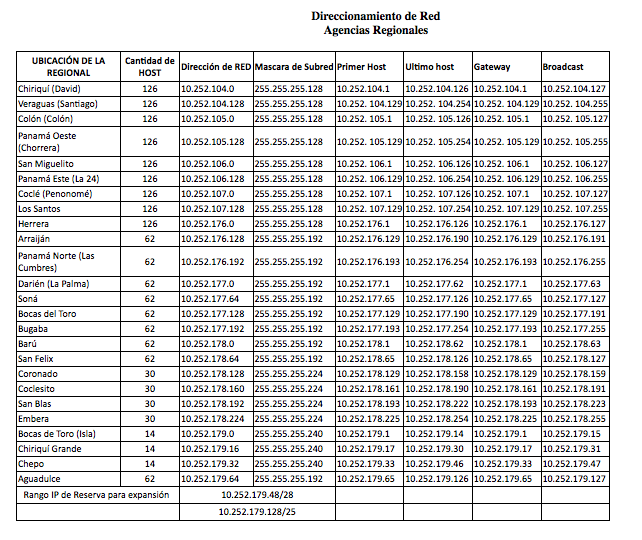 Direccionamiento de Red
Agencias Regionales
UBICACIÓN DE LA REGIONAL Cantidad de HOST Dirección de RED Mascara de Subred Primer Host Ultimo host Gateway Broadcast
Chiriquí (David) 126 10.252.104.0 255.255.255.128 10.252.104.1 10.252.104.126 10.252.104.1 10.252.104.127
Veraguas (Santiago) 126 10.252.104.128 255.255.255.128 10.252. 104.129 10.252. 104.254 10.252. 104.129 10.252. 104.255
Colón (Colón) 126 10.252.105.0 255.255.255.128 10.252. 105.1 10.252. 105.126 10.252. 105.1 10.252. 105.127
Panamá Oeste (Chorrera) 126 10.252.105.128 255.255.255.128 10.252. 105.129 10.252. 105.254 10.252. 105.129 10.252. 105.255
San Miguelito 126 10.252.106.0 255.255.255.128 10.252. 106.1 10.252. 106.126 10.252. 106.1 10.252. 106.127
Panamá Este (La 24) 126 10.252.106.128 255.255.255.128 10.252. 106.129 10.252. 106.254 10.252. 106.129 10.252. 106.255
Coclé (Penonomé) 126 10.252.107.0 255.255.255.128 10.252. 107.1 10.252. 107.126 10.252. 107.1 10.252. 107.127
Los Santos 126 10.252.107.128 255.255.255.128 10.252. 107.129 10.252. 107.254 10.252. 107.129 10.252. 107.255
Herrera 126 10.252.176.0 255.255.255.128 10.252.176.1 10.252.176.126 10.252.176.1 10.252.176.127
Arraiján 62 10.252.176.128 255.255.255.192 10.252.176.129 10.252.176.190 10.252.176.129 10.252.176.191
Panamá Norte (Las Cumbres) 62 10.252.176.192 255.255.255.192 10.252.176.193 10.252.176.254 10.252.176.193 10.252.176.255
Darién (La Palma) 62 10.252.177.0 255.255.255.192 10.252.177.1 10.252.177.62 10.252.177.1 10.252.177.63
Soná 62 10.252.177.64 255.255.255.192 10.252.177.65 10.252.177.126 10.252.177.65 10.252.177.127
Bocas del Toro 62 10.252.177.128 255.255.255.192 10.252.177.129 10.252.177.190 10.252.177.129 10.252.177.191
Bugaba 62 10.252.177.192 255.255.255.192 10.252.177.193 10.252.177.254 10.252.177.193 10.252.177.255
Barú 62 10.252.178.0 255.255.255.192 10.252.178.1 10.252.178.62 10.252.178.1 10.252.178.63
San Felix 62 10.252.178.64 255.255.255.192 10.252.178.65 10.252.178.126 10.252.178.65 10.252.178.127
Coronado 30 10.252.178.128 255.255.255.224 10.252.178.129 10.252.178.158 10.252.178.129 10.252.178.159
Coclesito 30 10.252.178.160 255.255.255.224 10.252.178.161 10.252.178.190 10.252.178.161 10.252.178.191
San Blas 30 10.252.178.192 255.255.255.224 10.252.178.193 10.252.178.222 10.252.178.193 10.252.178.223
Embera 30 10.252.178.224 255.255.255.224 10.252.178.225 10.252.178.254 10.252.178.225 10.252.178.255
Bocas de Toro (Isla) 14 10.252.179.0 255.255.255.240 10.252.179.1 10.252.179.14 10.252.179.1 10.252.179.15
Chiriquí Grande 14 10.252.179.16 255.255.255.240 10.252.179.17 10.252.179.30 10.252.179.17 10.252.179.31
Chepo 14 10.252.179.32 255.255.255.240 10.252.179.33 10.252.179.46 10.252.179.33 10.252.179.47
Aguadulce 62 10.252.179.64 255.255.255.192 10.252.179.65 10.252.179.126 10.252.179.65 10.252.179.127
Rango IP de Reserva para expansión 10.252.179.48/28
10.252.179.128/25